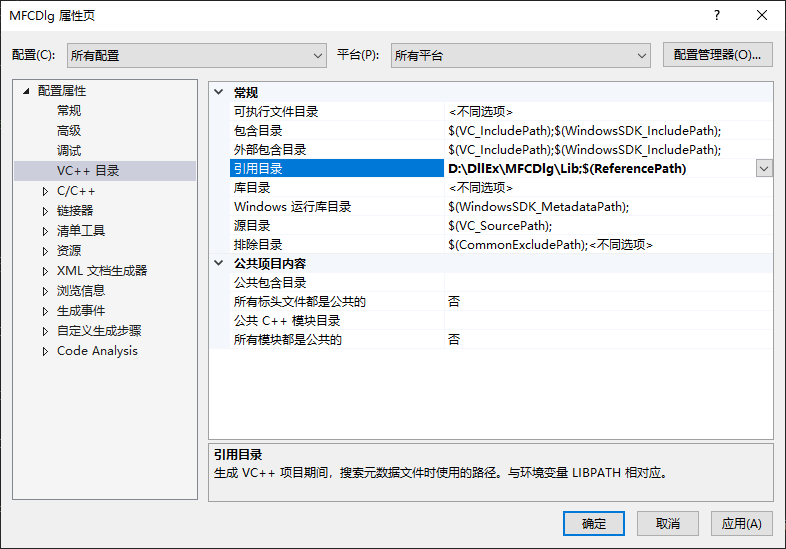 MFCDlg 属性页
配置(C): 所有配置 平台(P): 所有平台 配置管理器(O)...
配置属性
常规
高级
调试
VC++ 目录
C/C++
链接器
清单工具
资源
XML 文档生成器
浏览信息
生成事件
自定义生成步骤
Code Analysis
常规
可执行文件目录 <不同选项>
包含目录 $(VC_IncludePath);$(WindowsSDK_IncludePath);
外部包含目录 $(VC_IncludePath);$(WindowsSDK_IncludePath);
引用目录 D:\DllEx\MFCDlg\Lib;$(ReferencePath)
库目录 <不同选项>
Windows 运行库目录 $(WindowsSDK_MetadataPath);
源目录 $(VC_SourcePath);
排除目录 $(CommonExcludePath);<不同选项>
公共项目内容
公共包含目录
所有标头文件都是公共的 否
公共 C++ 模块目录
所有模块都是公共的 否
引用目录
生成 VC++ 项目期间，搜索元数据文件时使用的路径。与环境变量 LIBPATH 相对应。
确定 取消 应用(A)